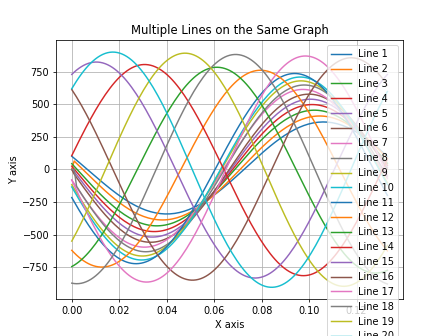 Multiple Lines on the Same Graph
Y axis
750
500
250
0
−250
−500
−750
0.00
0.02
0.04
0.06
0.08
0.10
X axis
Line 1
Line 2
Line 3
Line 4
Line 5
Line 6
Line 7
Line 8
Line 9
Line 10
Line 11
Line 12
Line 13
Line 14
Line 15
Line 16
Line 17
Line 18
Line 19
Line 20